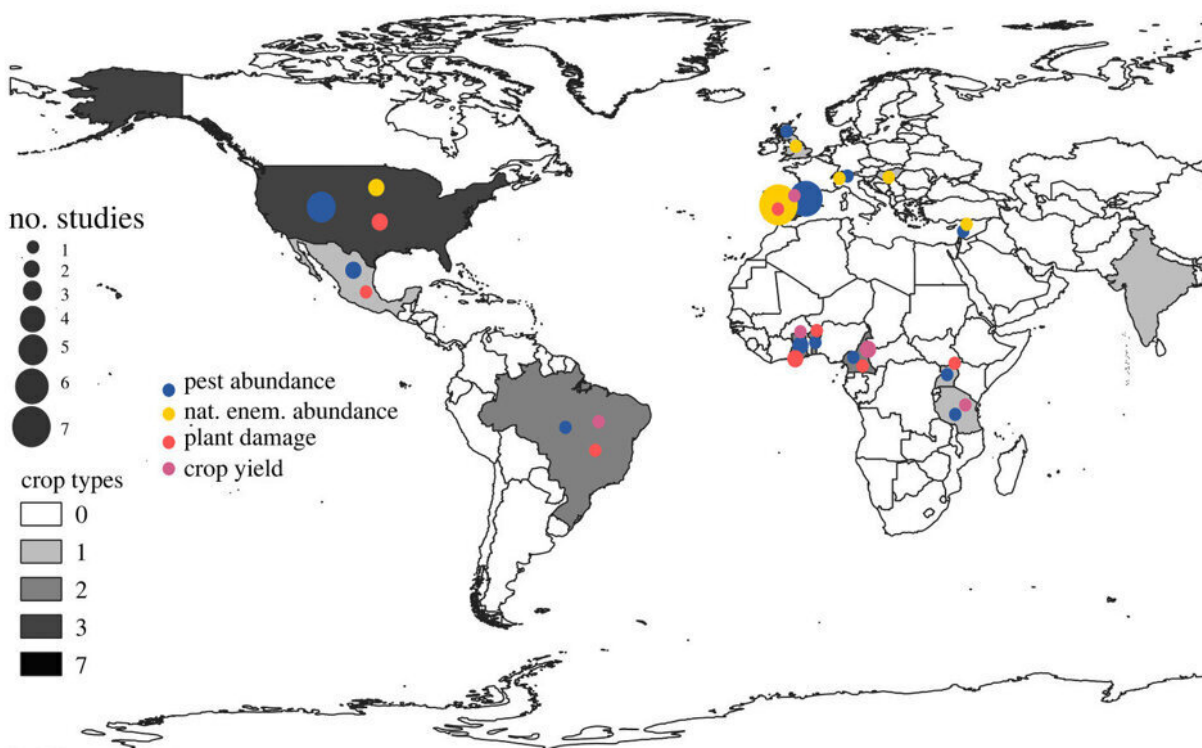 no. studies
1
2
3
4
5
6
7
pest abundance
nat. enem. abundance
plant damage
crop yield
crop types
0
1
2
3
7